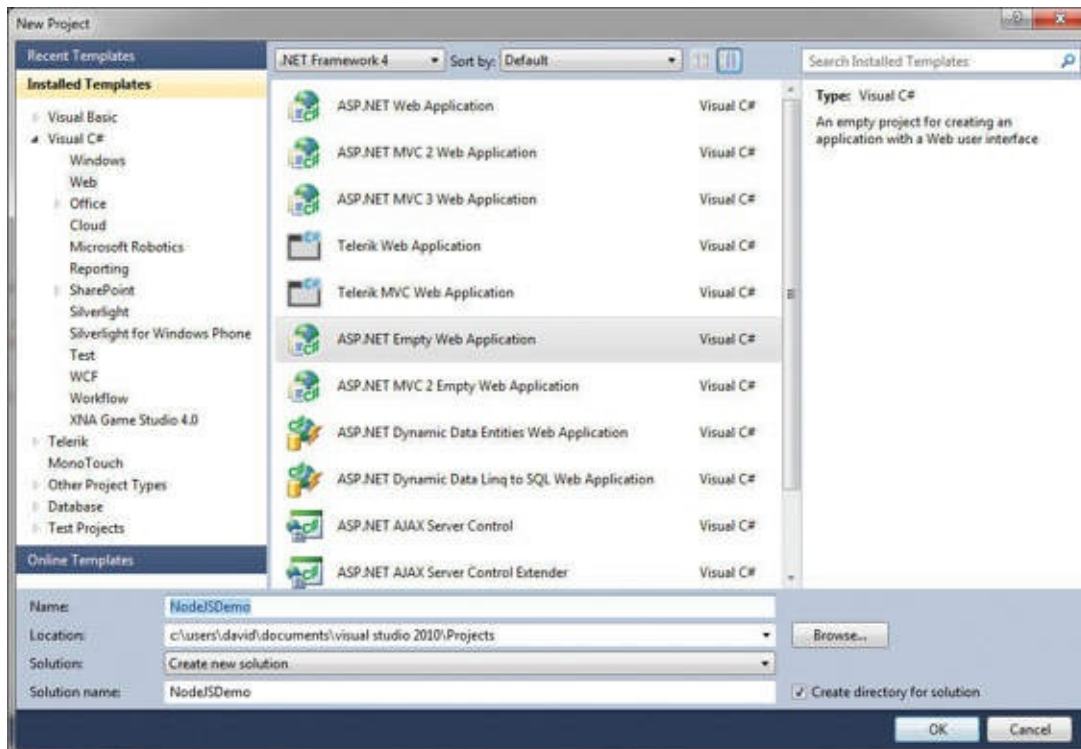 New Project
Recent Templates
Installed Templates
Visual Basic
Visual C#
Windows
Web
Office
Cloud
Microsoft Robotics
Reporting
SharePoint
Silverlight
Silverlight for Windows Phone
Test
WCF
Workflow
XNA Game Studio 4.0
Telerik
MonoTouch
Other Project Types
Database
Test Projects
Online Templates
.NET Framework 4 Sort by: Default
ASP.NET Web Application Visual C#
ASP.NET MVC 2 Web Application Visual C#
ASP.NET MVC 3 Web Application Visual C#
Telerik Web Application Visual C#
Telerik MVC Web Application Visual C#
ASP.NET Empty Web Application Visual C#
ASP.NET MVC 2 Empty Web Application Visual C#
ASP.NET Dynamic Data Entities Web Application Visual C#
ASP.NET Dynamic Data Linq to SQL Web Application Visual C#
ASP.NET AJAX Server Control Visual C#
ASP.NET AJAX Server Control Extender Visual C#
Search Installed Templates
Type: Visual C#
An empty project for creating an
application with a Web user interface
Name: NodeJSDemo
Location: c:\users\david\documents\visual studio 2010\Projects Browse...
Solution: Create new solution
Solution name: NodeJSDemo Create directory for solution
OK Cancel